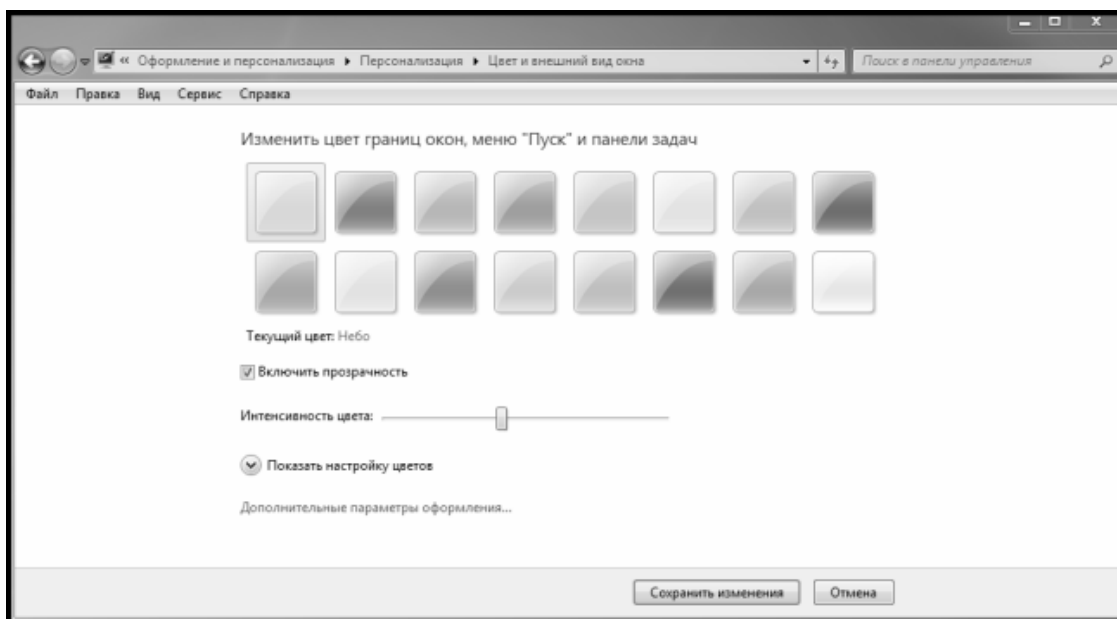 « Оформление и персонализация ▸ Персонализация ▸ Цвет и внешний вид окна Поиск в панели управления
Файл Правка Вид Сервис Справка
Изменить цвет границ окон, меню "Пуск" и панели задач
Текущий цвет: Небо
Включить прозрачность
Интенсивность цвета:
Показать настройку цветов
Дополнительные параметры оформления...
Сохранить изменения Отмена